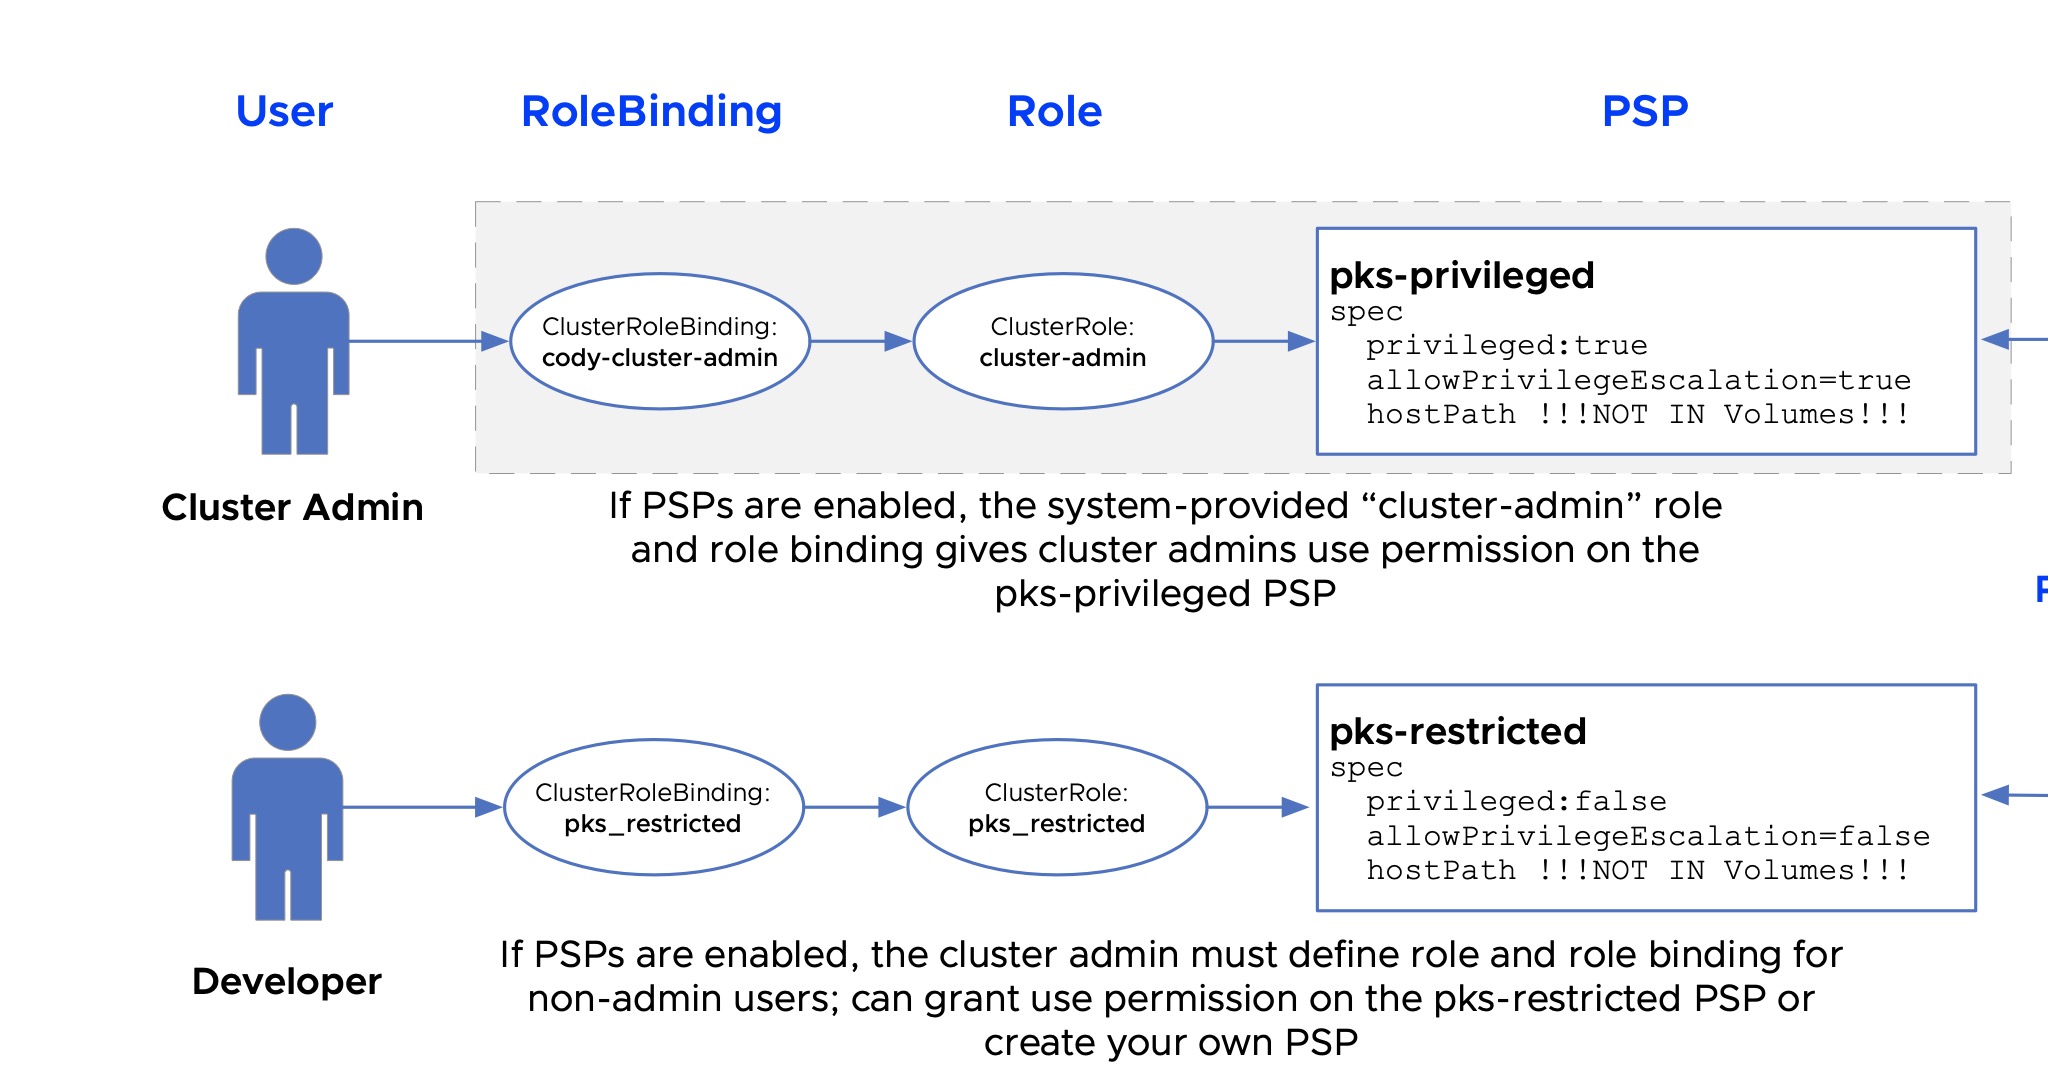 User
RoleBinding
Role
PSP
ClusterRoleBinding:
cody-cluster-admin
ClusterRole:
cluster-admin
pks-privileged
spec
privileged:true
allowPrivilegeEscalation=true
hostPath !!!NOT IN Volumes!!!
Cluster Admin
If PSPs are enabled, the system-provided “cluster-admin” role
and role binding gives cluster admins use permission on the
pks-privileged PSP
ClusterRoleBinding:
pks_restricted
ClusterRole:
pks_restricted
pks-restricted
spec
privileged:false
allowPrivilegeEscalation=false
hostPath !!!NOT IN Volumes!!!
Developer
If PSPs are enabled, the cluster admin must define role and role binding for
non-admin users; can grant use permission on the pks-restricted PSP or
create your own PSP